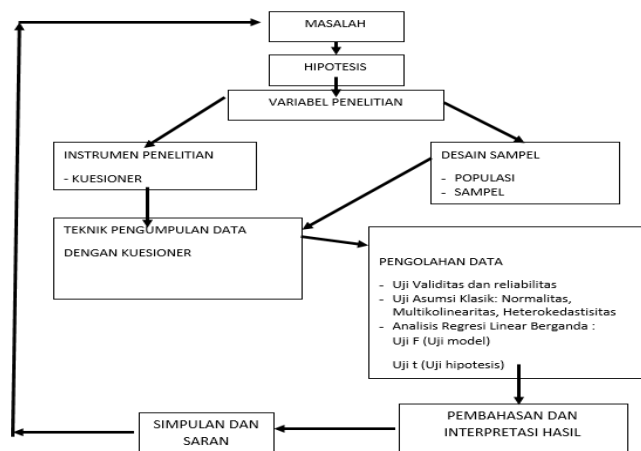 MASALAH
HIPOTESIS
VARIABEL PENELITIAN
INSTRUMEN PENELITIAN
- KUESIONER
DESAIN SAMPEL
- POPULASI
- SAMPEL
TEKNIK PENGUMPULAN DATA
DENGAN KUESIONER
PENGOLAHAN DATA
- Uji Validitas dan reliabilitas
- Uji Asumsi Klasik: Normalitas,
Multikolinearitas, Heterokedastisitas
- Analisis Regresi Linear Berganda :
Uji F (Uji model)
Uji t (Uji hipotesis)
PEMBAHASAN DAN
INTERPRETASI HASIL
SIMPULAN DAN
SARAN